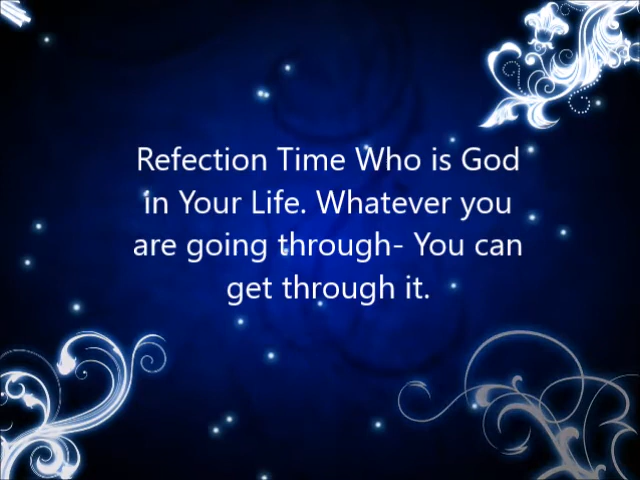 Refection Time Who is God
in Your Life. Whatever you
are going through- You can
get through it.